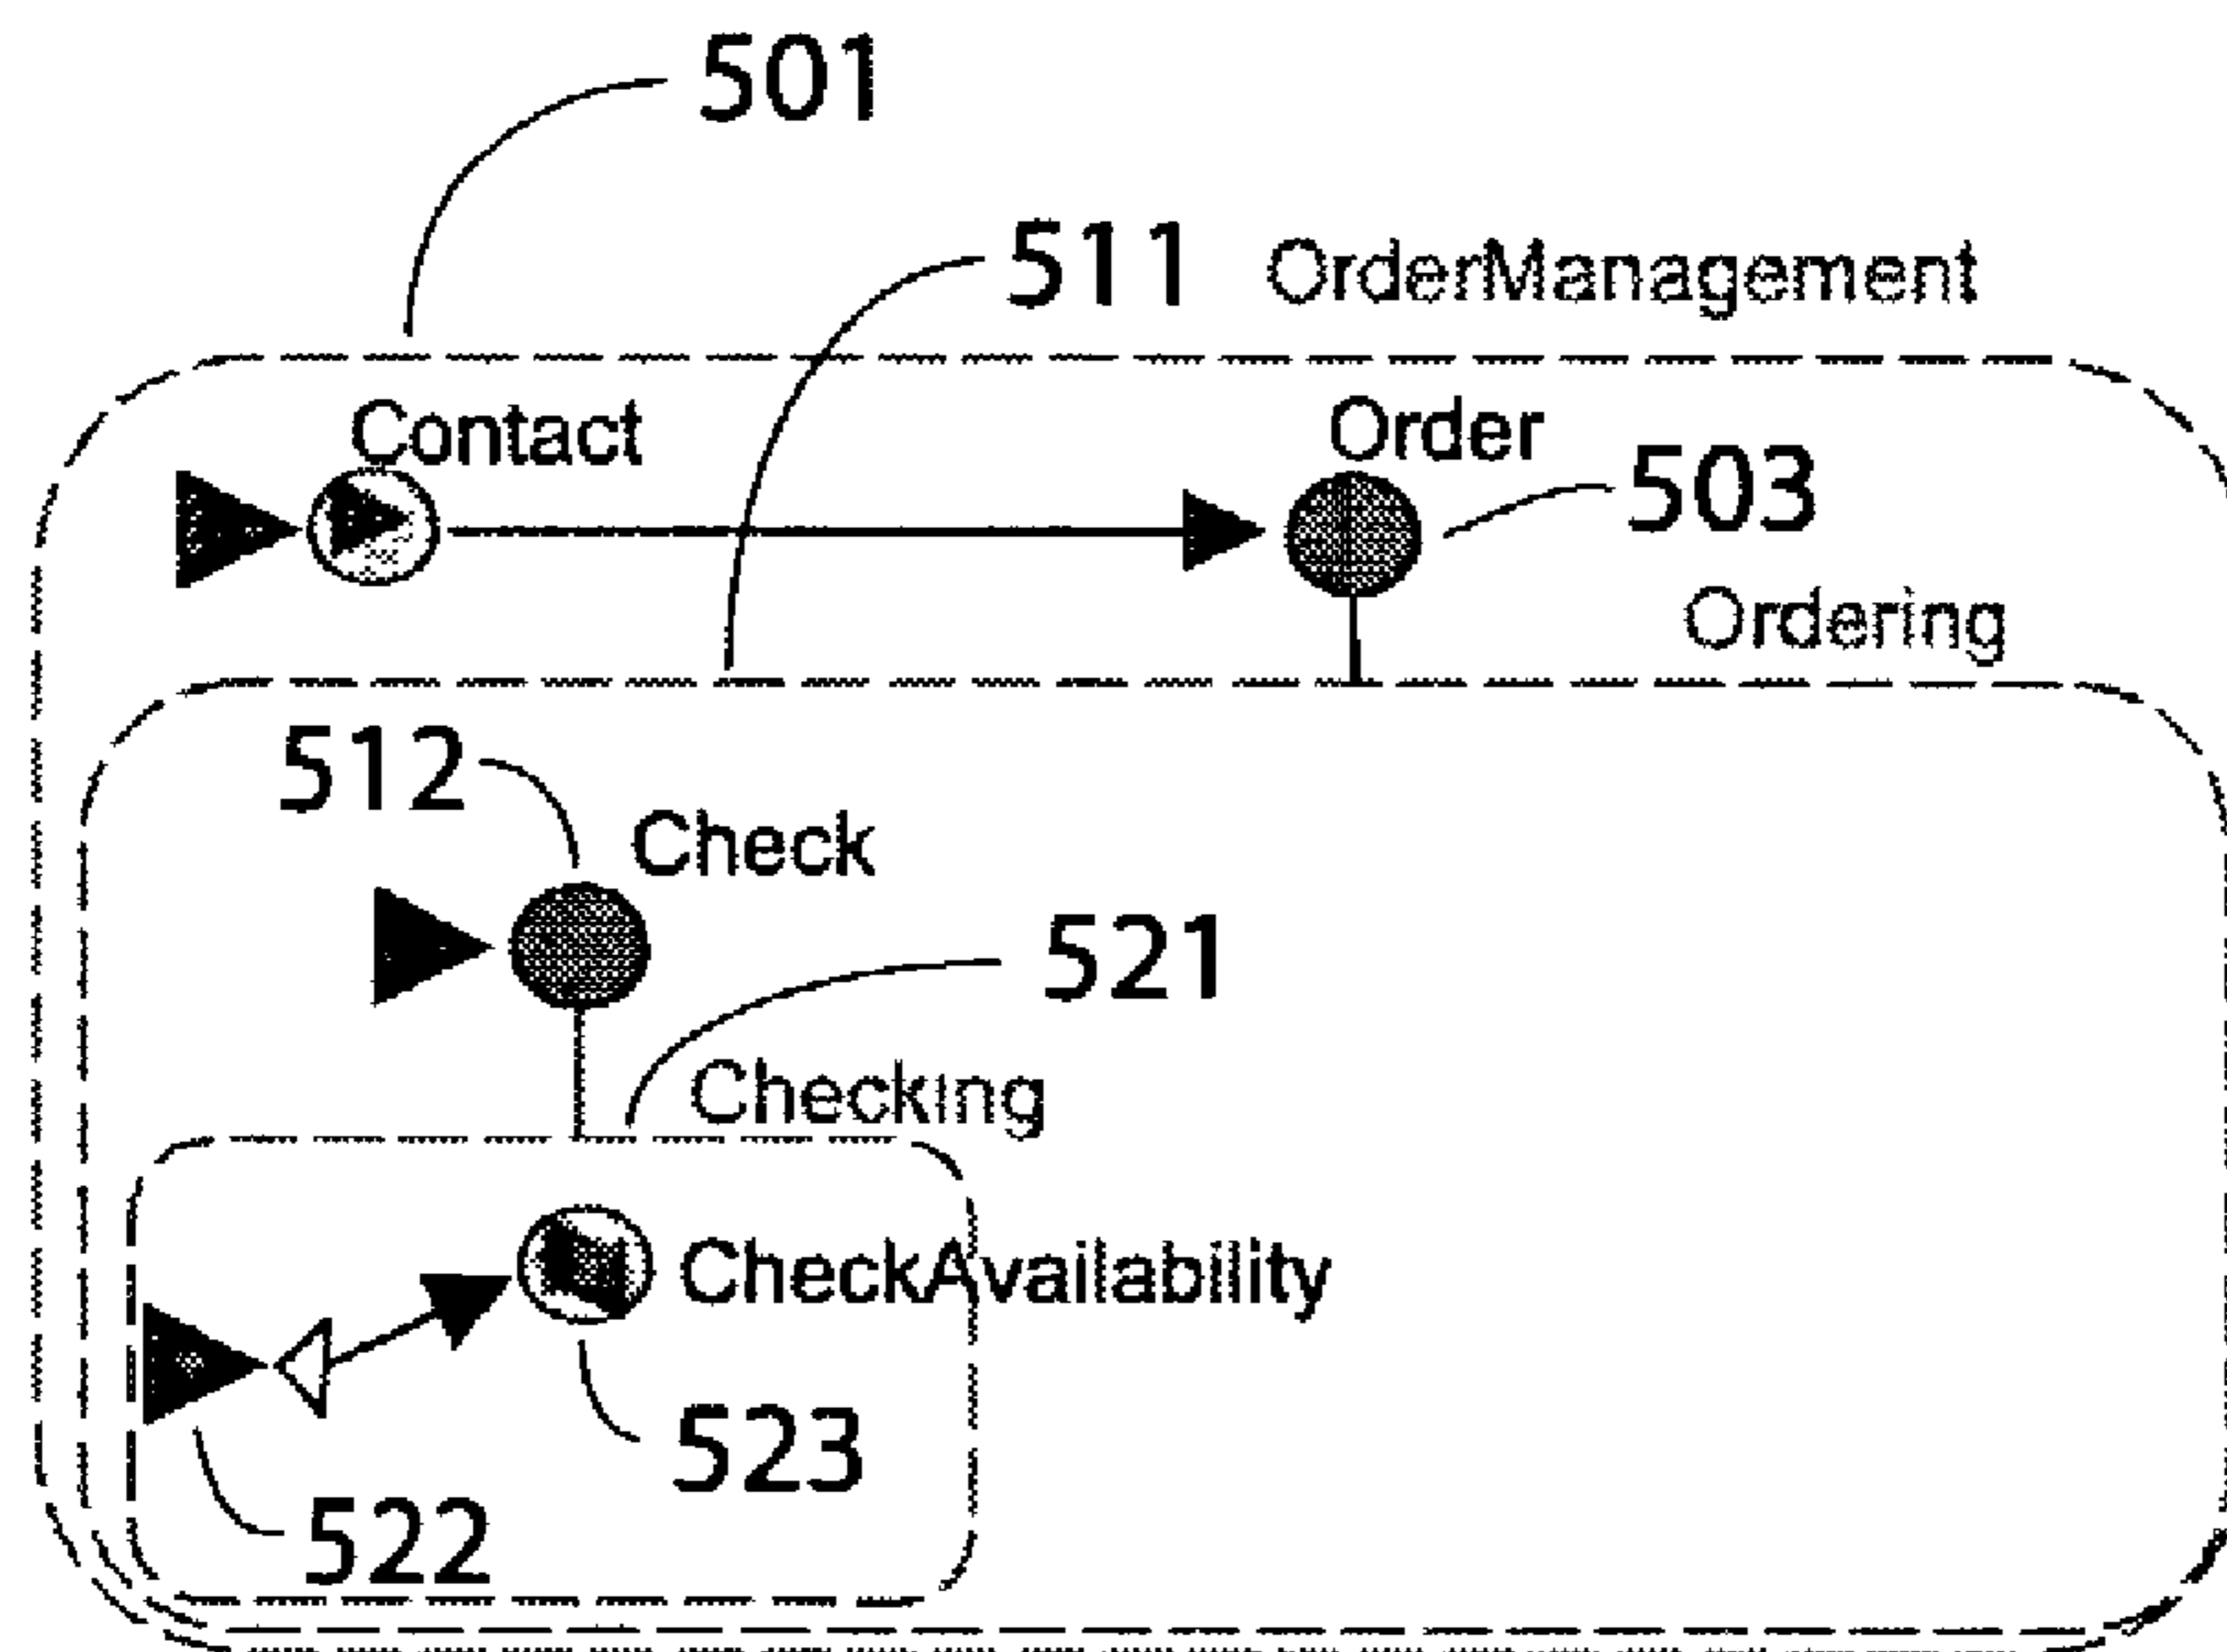 501
511 OrderManagement
Contact
Order
503
Ordering
512
Check
521
Checking
CheckAvailability
523
522